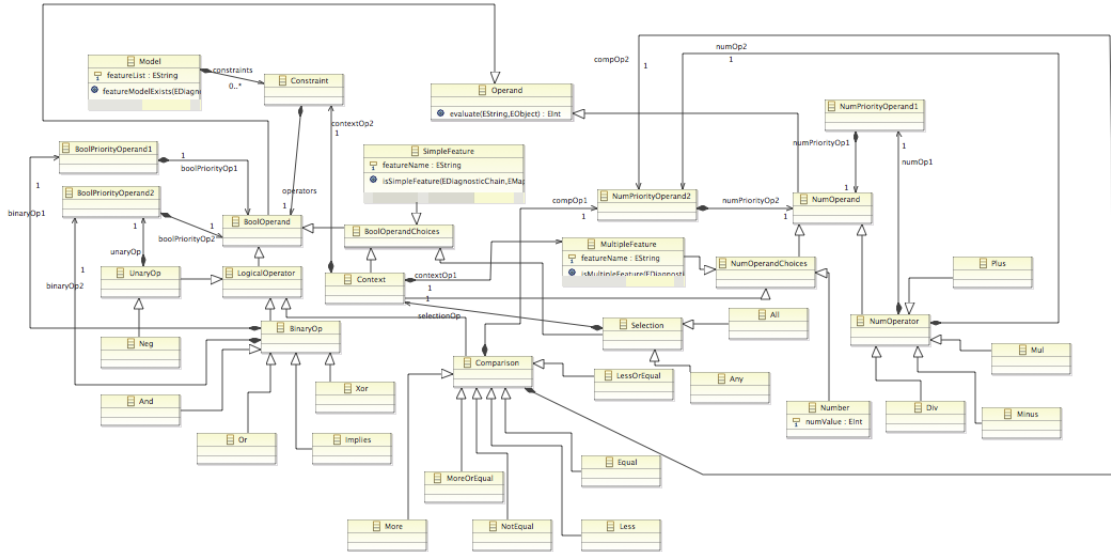 Model
featureList : EString
featureModelExists(EDiagn
constraints
0..*
Constraint
contextOp2
1
Operand
evaluate(EString,EObject) : EInt
compOp2
1
numOp2
1
NumPriorityOperand1
numPriorityOp1
1
numOp1
1
BoolPriorityOperand1
1
boolPriorityOp1
BoolPriorityOperand2
1
boolPriorityOp2
1
binaryOp1
1
unaryOp
1
binaryOp2
operators
1
BoolOperand
SimpleFeature
featureName : EString
isSimpleFeature(EDiagnosticChain,EMap
BoolOperandChoices
compOp1
1
NumPriorityOperand2
numPriorityOp2
1
NumOperand
MultipleFeature
featureName : EString
isMultipleFeature(EDiagnosti
NumOperandChoices
UnaryOp
LogicalOperator
Context
contextOp1
1
1
selectionOp
Plus
NumOperator
BinaryOp
Selection
All
Neg
Comparison
Mul
And
Xor
LessOrEqual
Any
Number
numValue : EInt
Div
Minus
Or
Implies
MoreOrEqual
Equal
More
NotEqual
Less